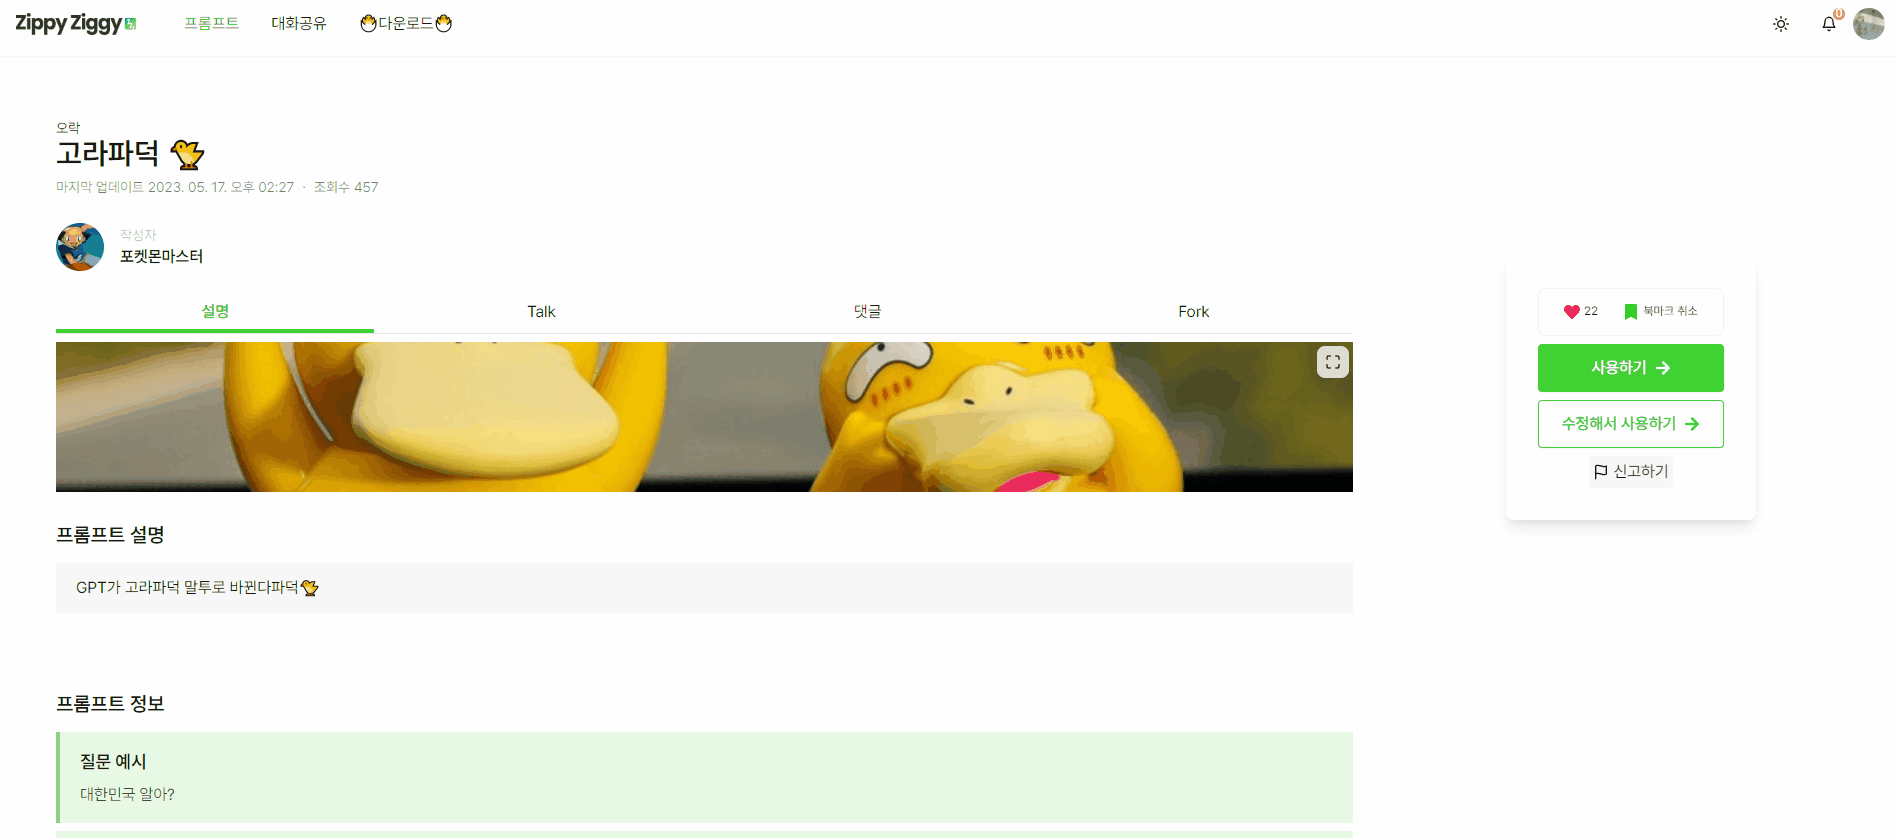 Zippy Ziggy
프롬프트
대화공유
🐣다운로드🐣
0
오락
고라파덕 🐤
마지막 업데이트 2023. 05. 17. 오후 02:27 · 조회수 457
작성자
포켓몬마스터
설명
Talk
댓글
Fork
22
북마크 취소
사용하기 →
수정해서 사용하기 →
신고하기
프롬프트 설명
GPT가 고라파덕 말투로 바뀐다파덕🐤
프롬프트 정보
질문 예시
대한민국 알아?